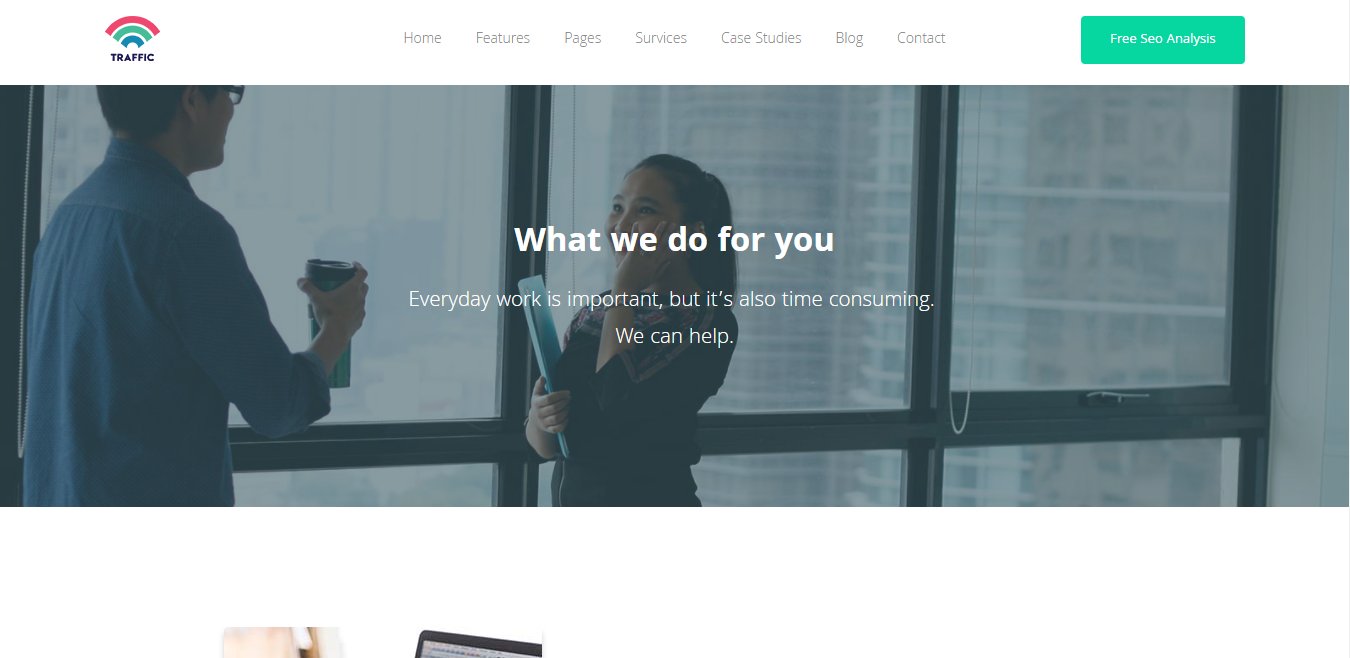 TRAFFIC
Home Features Pages Survices Case Studies Blog Contact
Free Seo Analysis
What we do for you
Everyday work is important, but it’s also time consuming.
We can help.